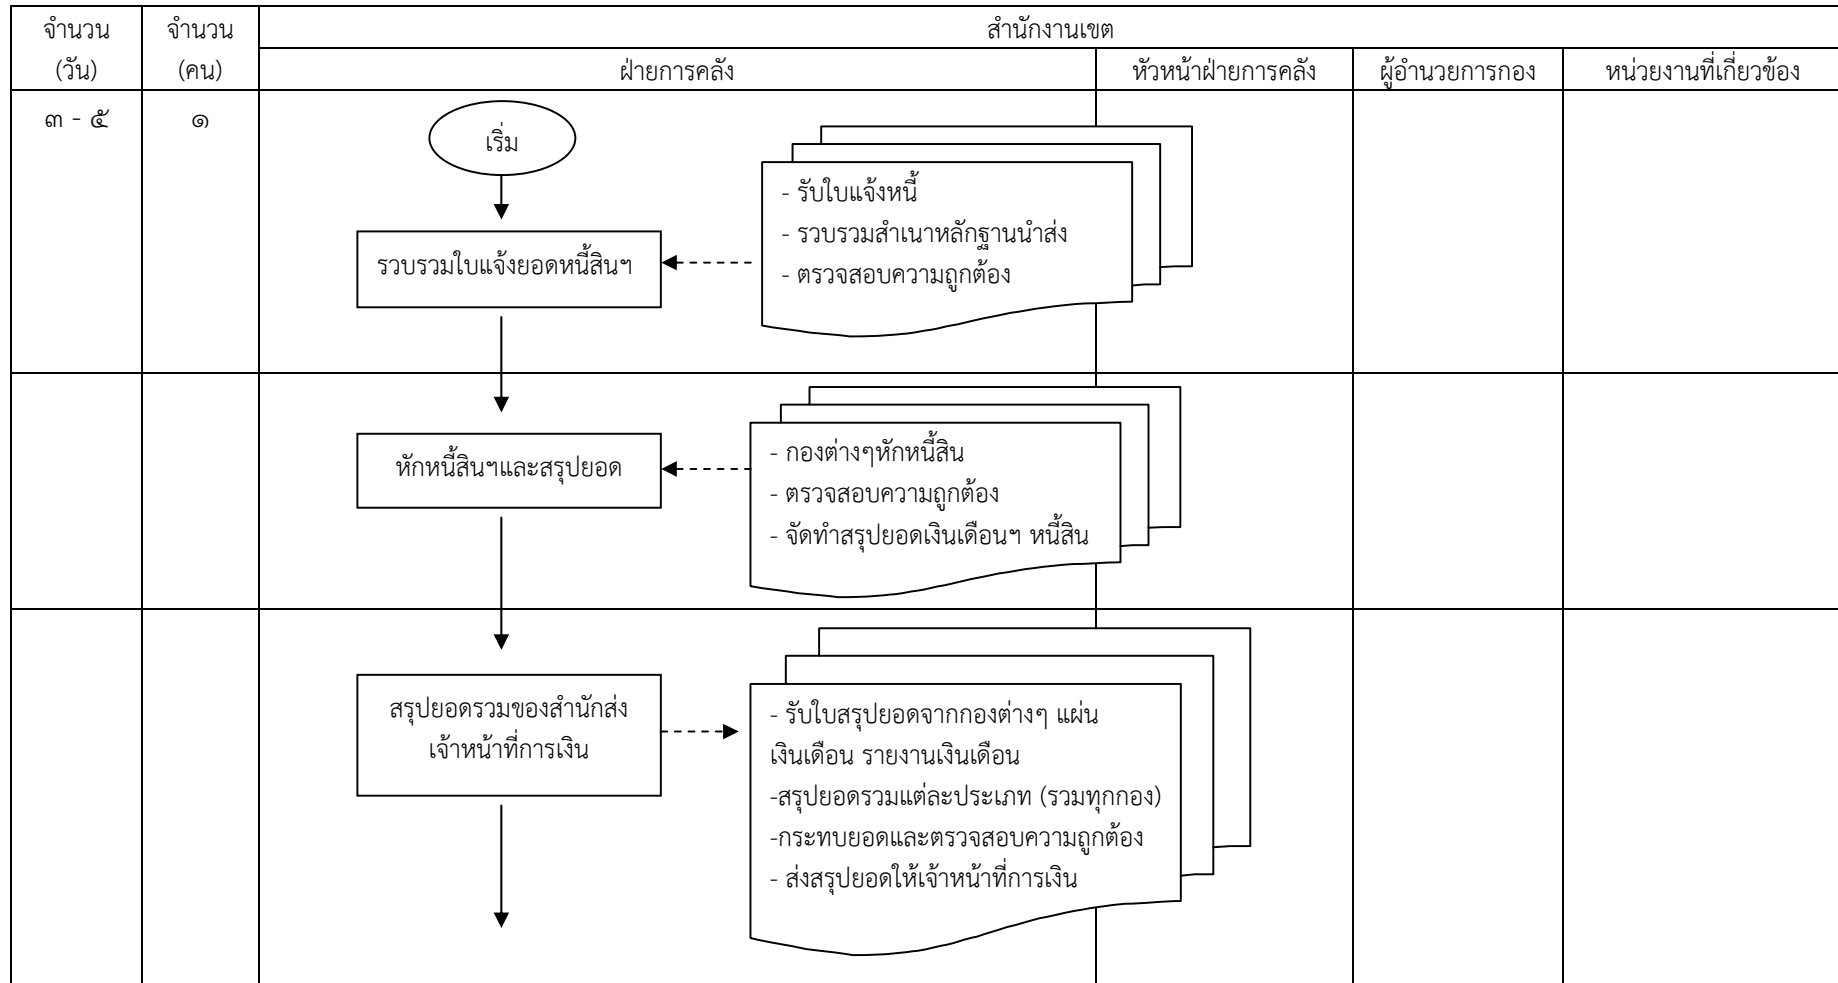 จำนวน
(วัน)
จำนวน
(คน)
สำนักงานเขต
ฝ่ายการคลัง
หัวหน้าฝ่ายการคลัง
ผู้อำนวยการกอง
หน่วยงานที่เกี่ยวข้อง
๓ - ๕
๑
เริ่ม
- รับใบแจ้งหนี้
- รวบรวมสำเนาหลักฐานนำส่ง
- ตรวจสอบความถูกต้อง
รวบรวมใบแจ้งยอดหนี้สินฯ
- กองต่างๆหักหนี้สิน
- ตรวจสอบความถูกต้อง
- จัดทำสรุปยอดเงินเดือนฯ หนี้สิน
หักหนี้สินฯและสรุปยอด
สรุปยอดรวมของสำนักส่ง
เจ้าหน้าที่การเงิน
- รับใบสรุปยอดจากกองต่างๆ แผ่น
เงินเดือน รายงานเงินเดือน
-สรุปยอดรวมแต่ละประเภท (รวมทุกกอง)
-กระทบยอดและตรวจสอบความถูกต้อง
- ส่งสรุปยอดให้เจ้าหน้าที่การเงิน